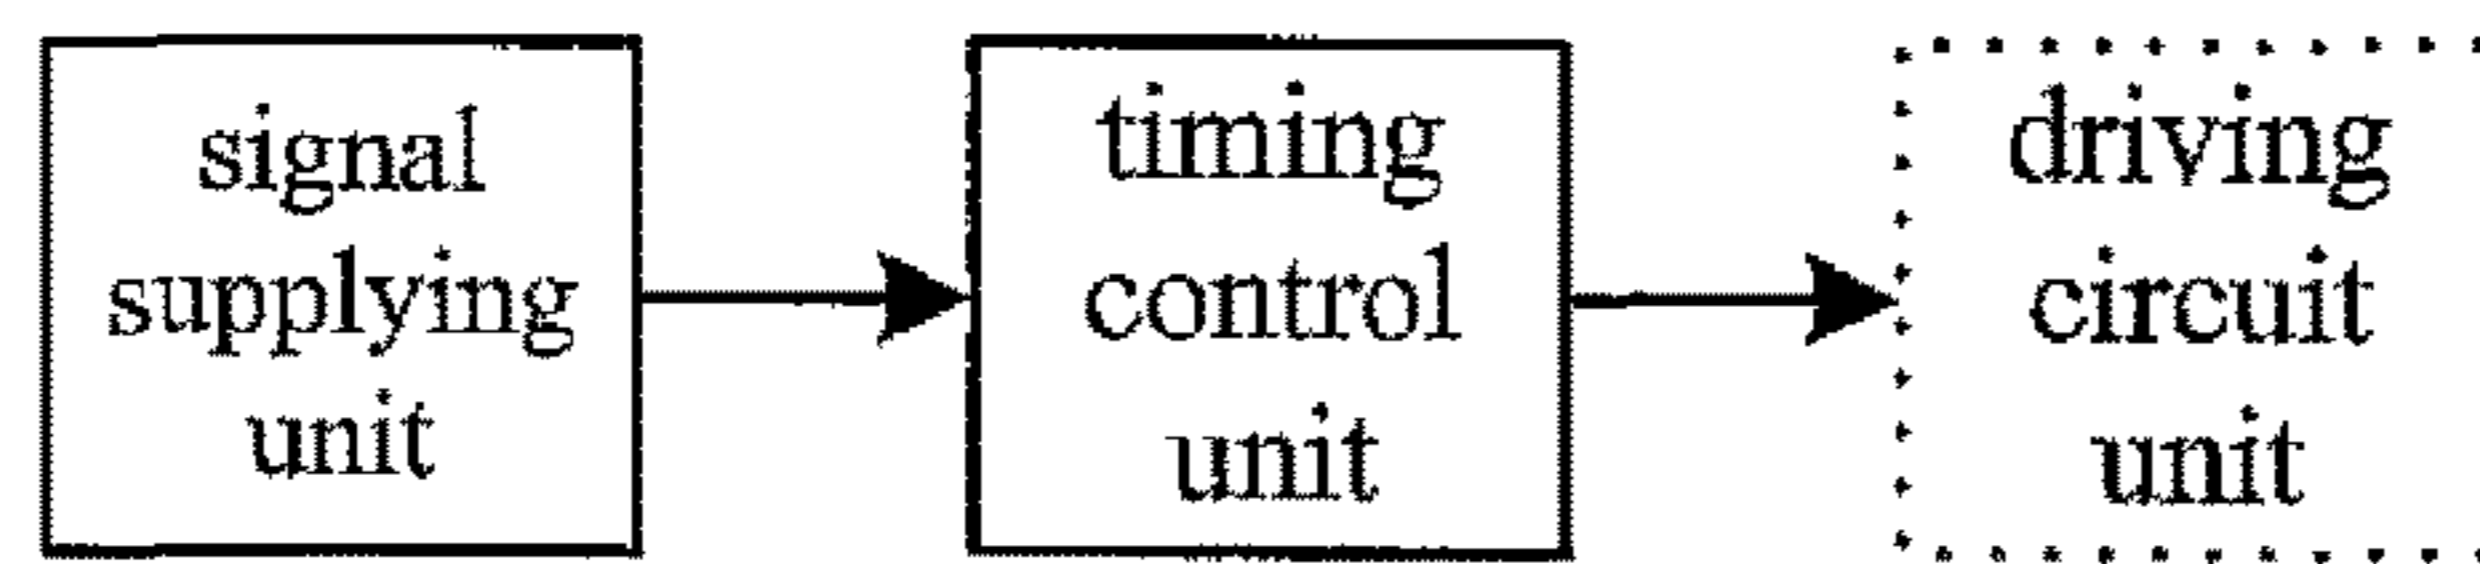 signal
supplying
unit
timing
control
unit
driving
circuit
unit